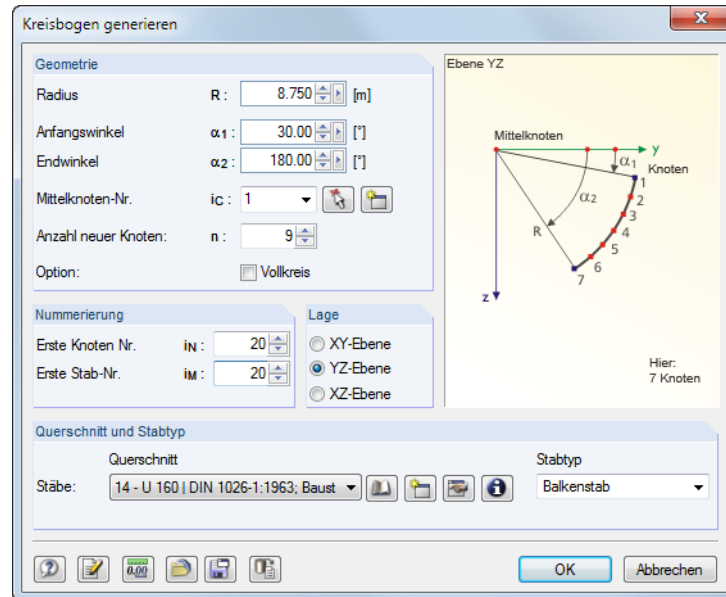 Kreisbogen generieren
Geometrie
Radius R : 8.750 [m]
Anfangswinkel α1 : 30.00 [°]
Endwinkel α2 : 180.00 [°]
Mittelknoten-Nr. iC : 1
Anzahl neuer Knoten: n : 9
Option: Vollkreis
Ebene YZ
Mittelknoten
y
α1
Knoten
1
α2
2
3
R
4
5
6
7
z
Hier:
7 Knoten
Nummerierung
Erste Knoten Nr. iN : 20
Erste Stab-Nr. iM : 20
Lage
XY-Ebene
YZ-Ebene
XZ-Ebene
Querschnitt und Stabtyp
Querschnitt Stabtyp
Stäbe: 14 - U 160 | DIN 1026-1:1963; Baust Balkenstab
0.00
OK Abbrechen